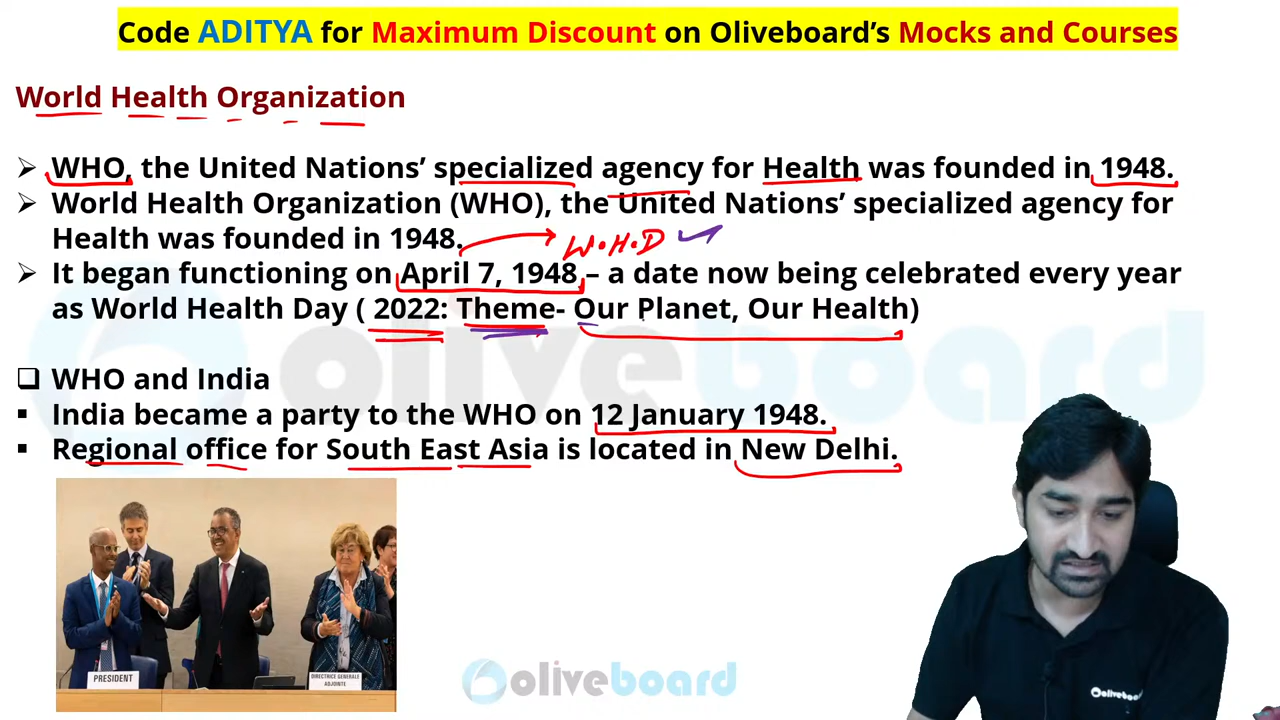 Code ADITYA for Maximum Discount on Oliveboard’s Mocks and Courses
World Health Organization
➢ WHO, the United Nations’ specialized agency for Health was founded in 1948.
➢ World Health Organization (WHO), the United Nations’ specialized agency for
Health was founded in 1948.
W.H.D
➢ It began functioning on April 7, 1948 – a date now being celebrated every year
as World Health Day ( 2022: Theme- Our Planet, Our Health)
oliveboard
❑ WHO and India
▪ India became a party to the WHO on 12 January 1948.
▪ Regional office for South East Asia is located in New Delhi.
PRESIDENT
DIRECTRICE GENERALE
ADJOINTE
oliveboard
oliveboard